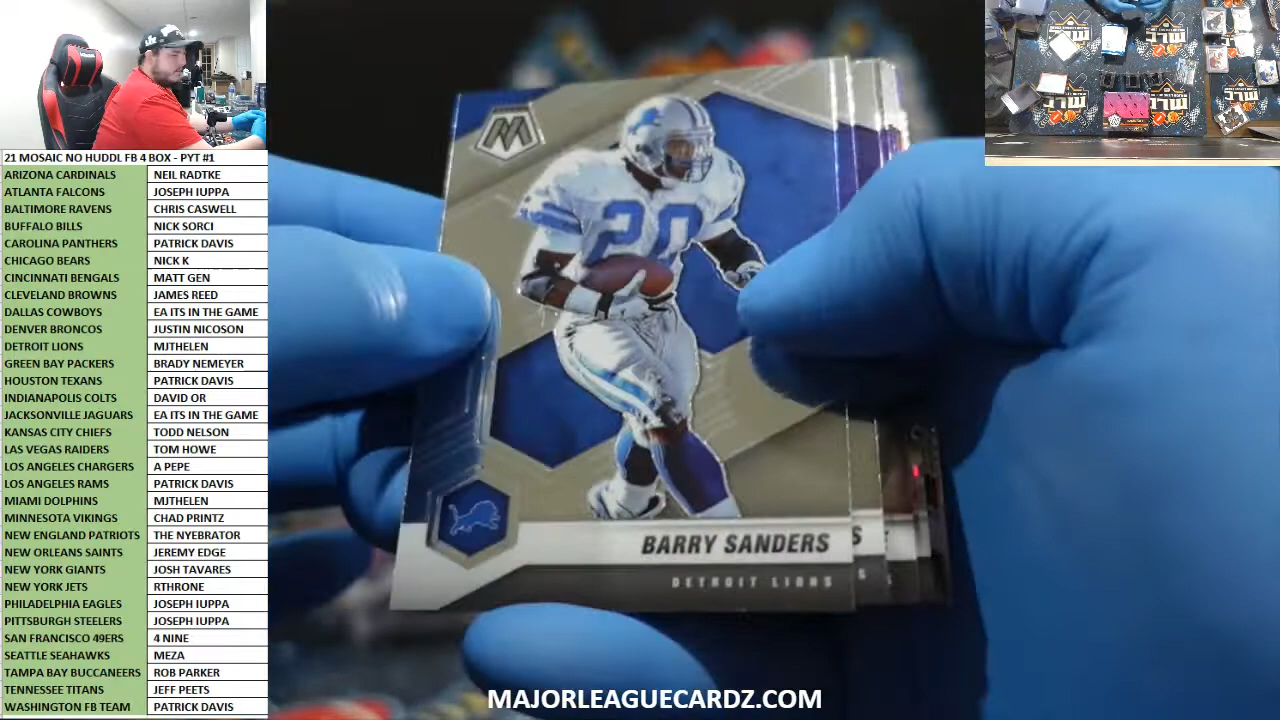 21 MOSAIC NO HUDDL FB 4 BOX - PYT #1
ARIZONA CARDINALS NEIL RADTKE
ATLANTA FALCONS JOSEPH IUPPA
BALTIMORE RAVENS CHRIS CASWELL
BUFFALO BILLS NICK SORCI
CAROLINA PANTHERS PATRICK DAVIS
CHICAGO BEARS NICK K
CINCINNATI BENGALS MATT GEN
CLEVELAND BROWNS JAMES REED
DALLAS COWBOYS EA ITS IN THE GAME
DENVER BRONCOS JUSTIN NICOSON
DETROIT LIONS MJTHELEN
GREEN BAY PACKERS BRADY NEMEYER
HOUSTON TEXANS PATRICK DAVIS
INDIANAPOLIS COLTS DAVID OR
JACKSONVILLE JAGUARS EA ITS IN THE GAME
KANSAS CITY CHIEFS TODD NELSON
LAS VEGAS RAIDERS TOM HOWE
LOS ANGELES CHARGERS A PEPE
LOS ANGELES RAMS PATRICK DAVIS
MIAMI DOLPHINS MJTHELEN
MINNESOTA VIKINGS CHAD PRINTZ
NEW ENGLAND PATRIOTS THE NYEBRATOR
NEW ORLEANS SAINTS JEREMY EDGE
NEW YORK GIANTS JOSH TAVARES
NEW YORK JETS RTHRONE
PHILADELPHIA EAGLES JOSEPH IUPPA
PITTSBURGH STEELERS JOSEPH IUPPA
SAN FRANCISCO 49ERS 4 NINE
SEATTLE SEAHAWKS MEZA
TAMPA BAY BUCCANEERS ROB PARKER
TENNESSEE TITANS JEFF PEETS
WASHINGTON FB TEAM PATRICK DAVIS
M
20
BARRY SANDERS
DETROIT LIONS
S
S
MLC
MLC
MLC
MLC
MAJORLEAGUECARDZ.COM